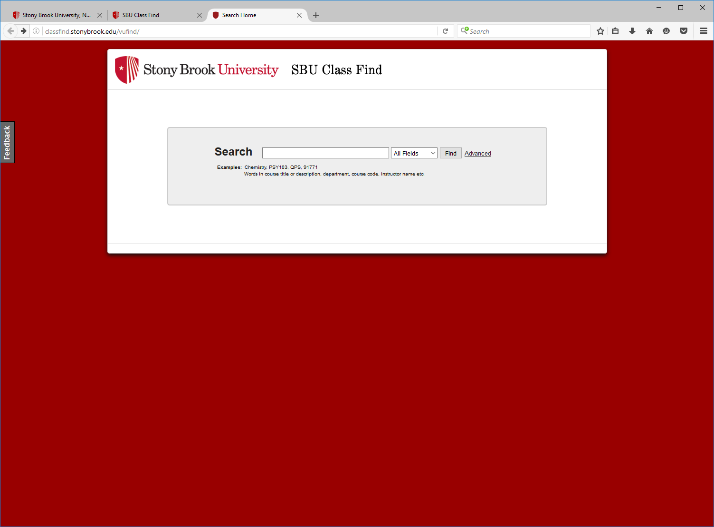 Stony Brook University, N...
SBU Class Find
Search Home
classfind.stonybrook.edu/vufind/
Search
Stony Brook University
SBU Class Find
Feedback
Search
All Fields
Find
Advanced
Examples: Chemistry, PSY103, QPS, 91771
Words in course title or description, department, course code, instructor name etc